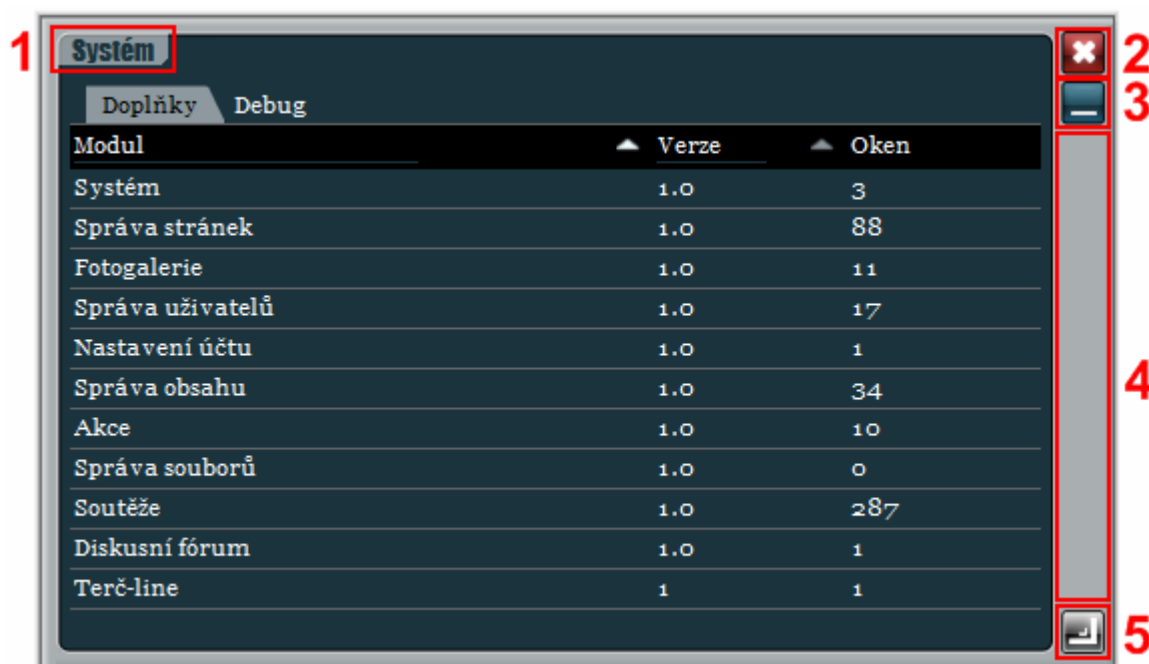 1 Systém 2
3
Doplňky Debug
Modul Verze Oken
Systém 1.0 3
Správa stránek 1.0 88
Fotogalerie 1.0 11
Správa uživatelů 1.0 17
Nastavení účtu 1.0 1
Správa obsahu 1.0 34
4
Akce 1.0 10
Správa souborů 1.0 0
Soutěže 1.0 287
Diskusní fórum 1.0 1
Terč-line 1 1
5